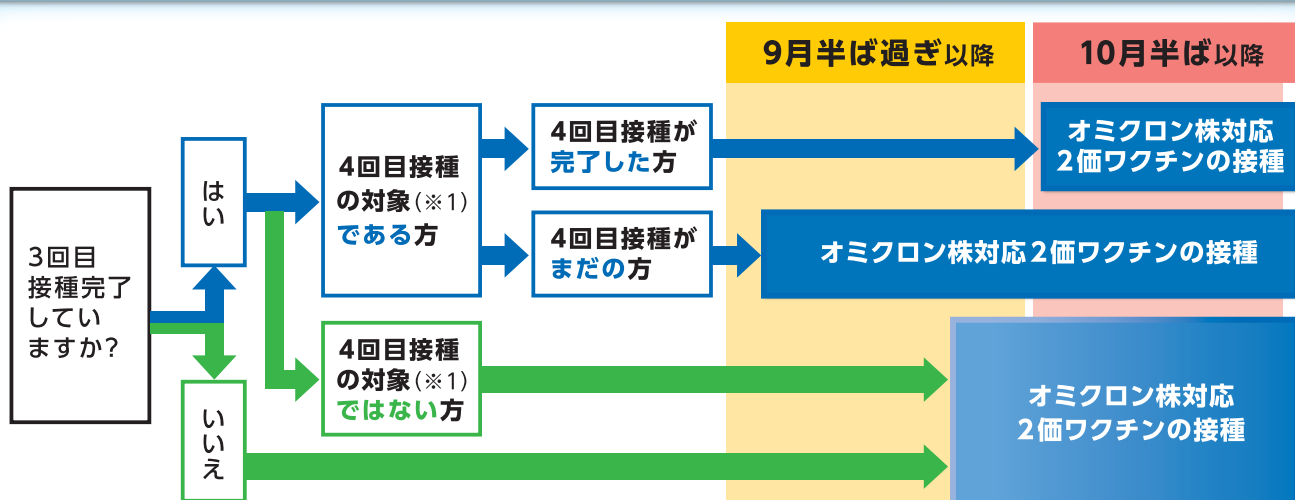 9月半ば過ぎ以降
10月半ば以降
3回目
接種完了
してい
ますか?
はい
いいえ
4回目接種
の対象(※1)
である方
4回目接種が
完了した方
オミクロン株対応
2価ワクチンの接種
4回目接種が
まだの方
オミクロン株対応2価ワクチンの接種
4回目接種
の対象(※1)
ではない方
オミクロン株対応
2価ワクチンの接種